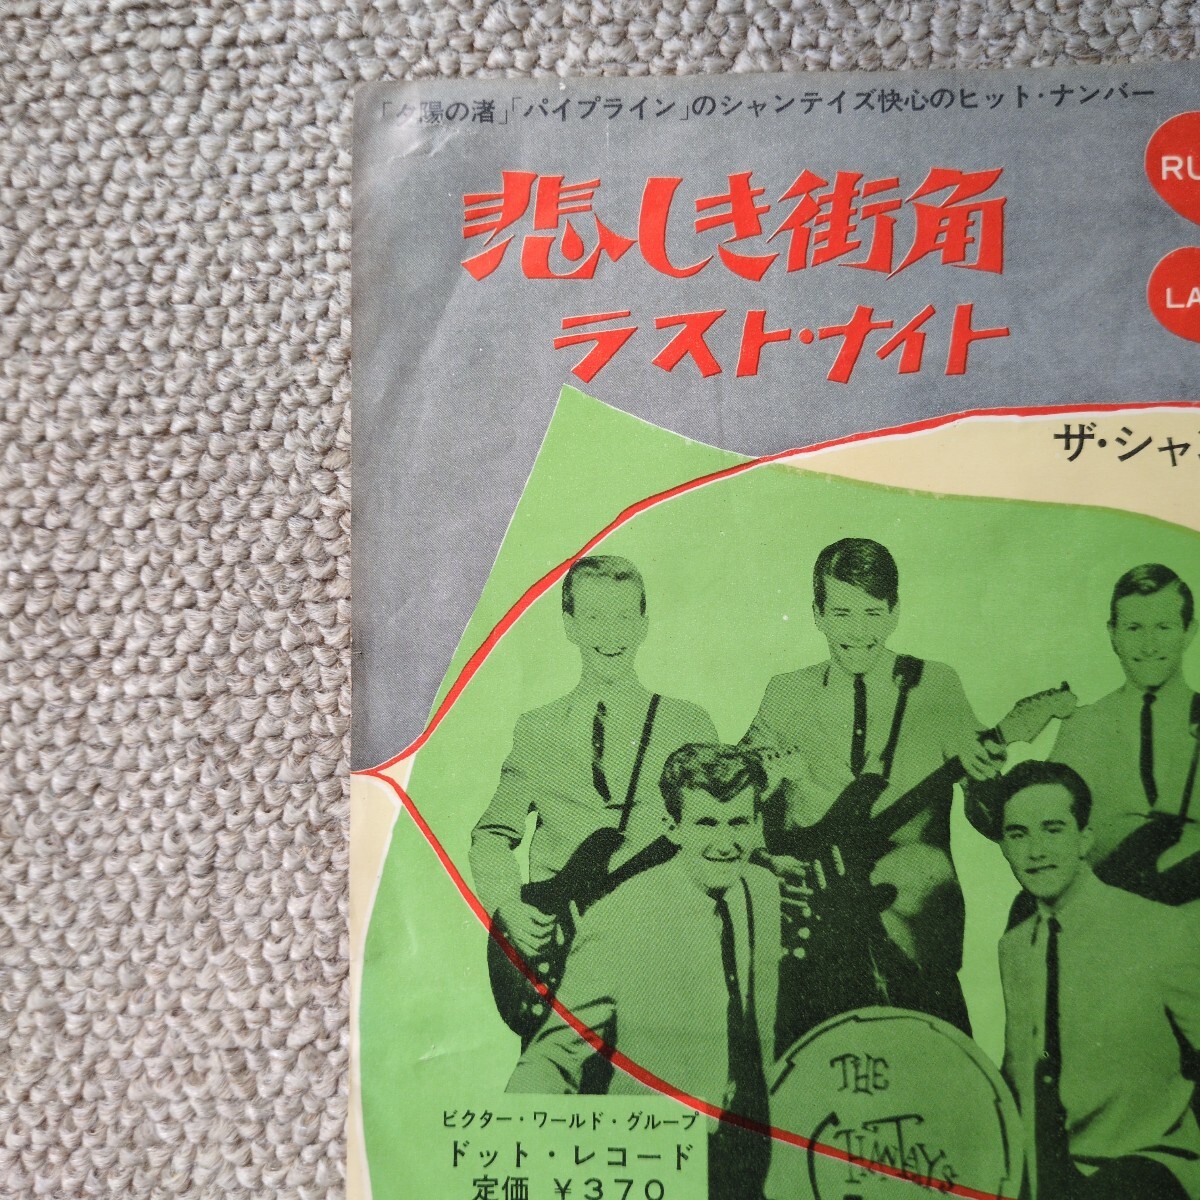 「夕陽の渚」「パイプライン」のシャンテイズ快心のヒット・ナンバー
悲しき街角
ラスト・ナイト
RU
LA
ザ・シャン
THE
CHANTAYS
ビクター・ワールド・グループ
ドット・レコード
定価 ¥370